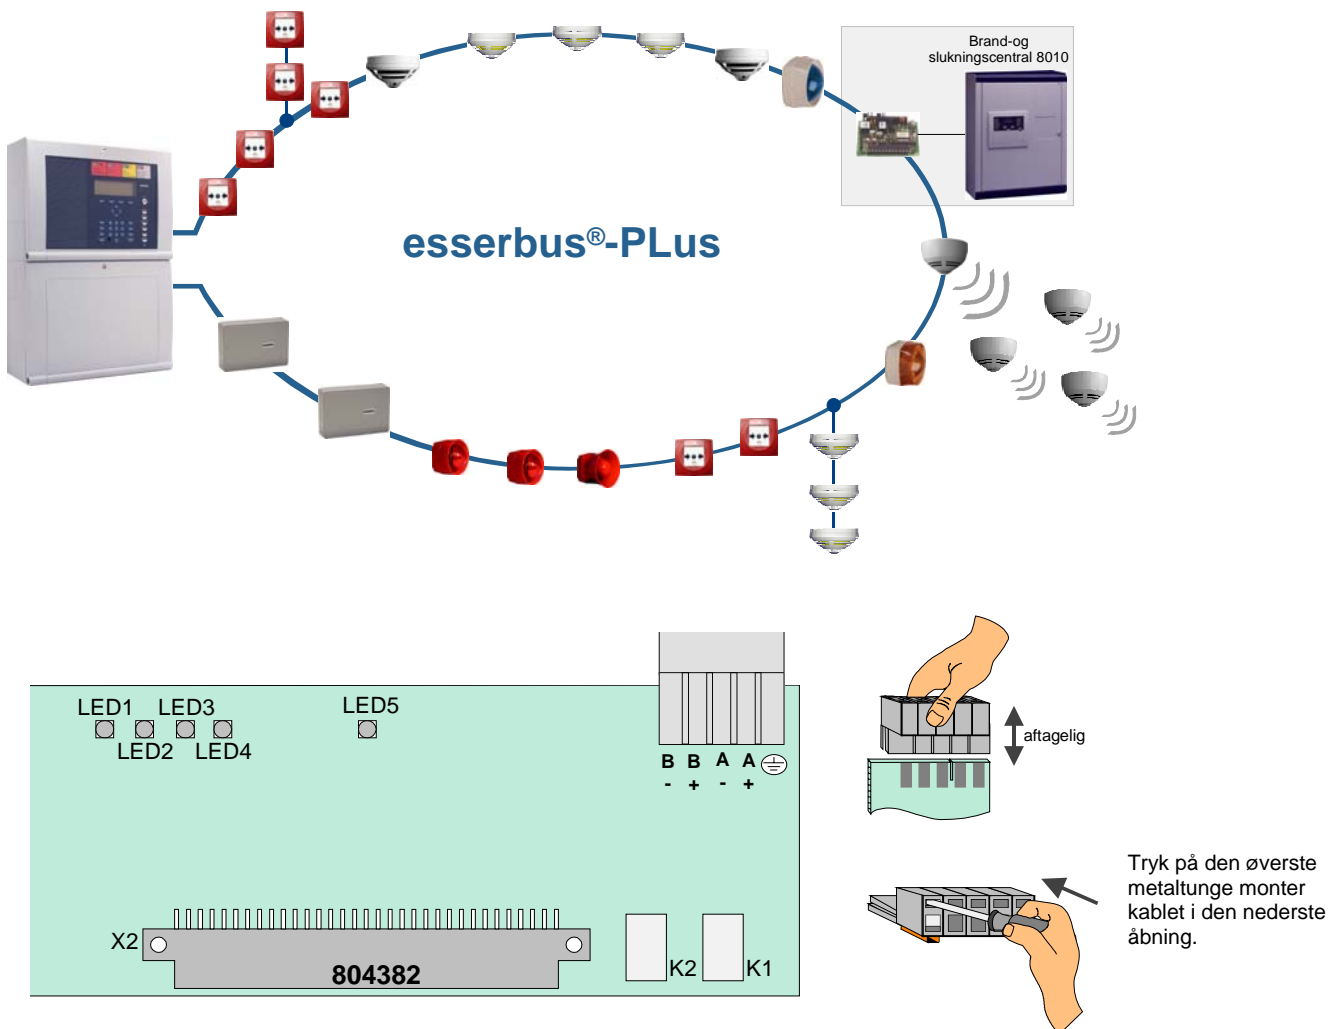 Brand-og
slukningscentral 8010
esserbus®-PLus
LED1 LED3 LED5
LED2 LED4
B B A A
- + - +
aftagelig
Tryk på den øverste
metaltunge monter
kablet i den nederste
åbning.
X2
804382
K2 K1